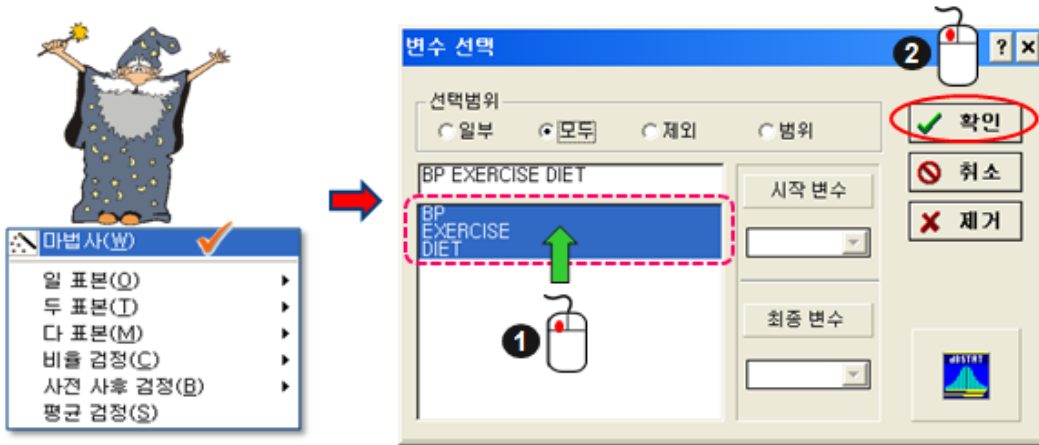 마법사(W)
일 표본(O)
두 표본(T)
다 표본(M)
비율 검정(C)
사전 사후 검정(B)
평균 검정(S)
변수 선택
2
?
선택범위
일부 모두 제외 범위
BP EXERCISE DIET
BP
EXERCISE
DIET
1
시작 변수
최종 변수
확인
취소
제거
dBSTAT